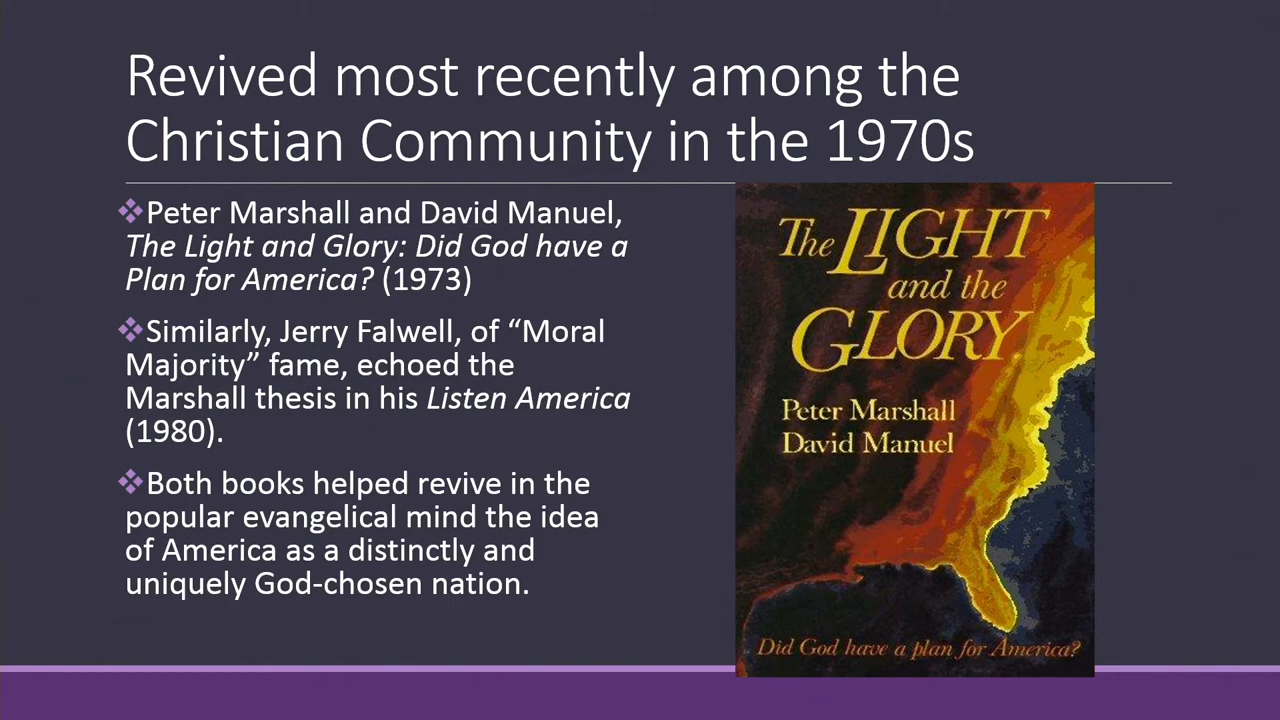 Revived most recently among the
Christian Community in the 1970s
❖Peter Marshall and David Manuel,
The Light and Glory: Did God have a
Plan for America? (1973)
❖Similarly, Jerry Falwell, of “Moral
Majority” fame, echoed the
Marshall thesis in his Listen America
(1980).
❖Both books helped revive in the
popular evangelical mind the idea
of America as a distinctly and
uniquely God-chosen nation.
The LIGHT
and the
GLORY
Peter Marshall
David Manuel
Did God have a plan for America?